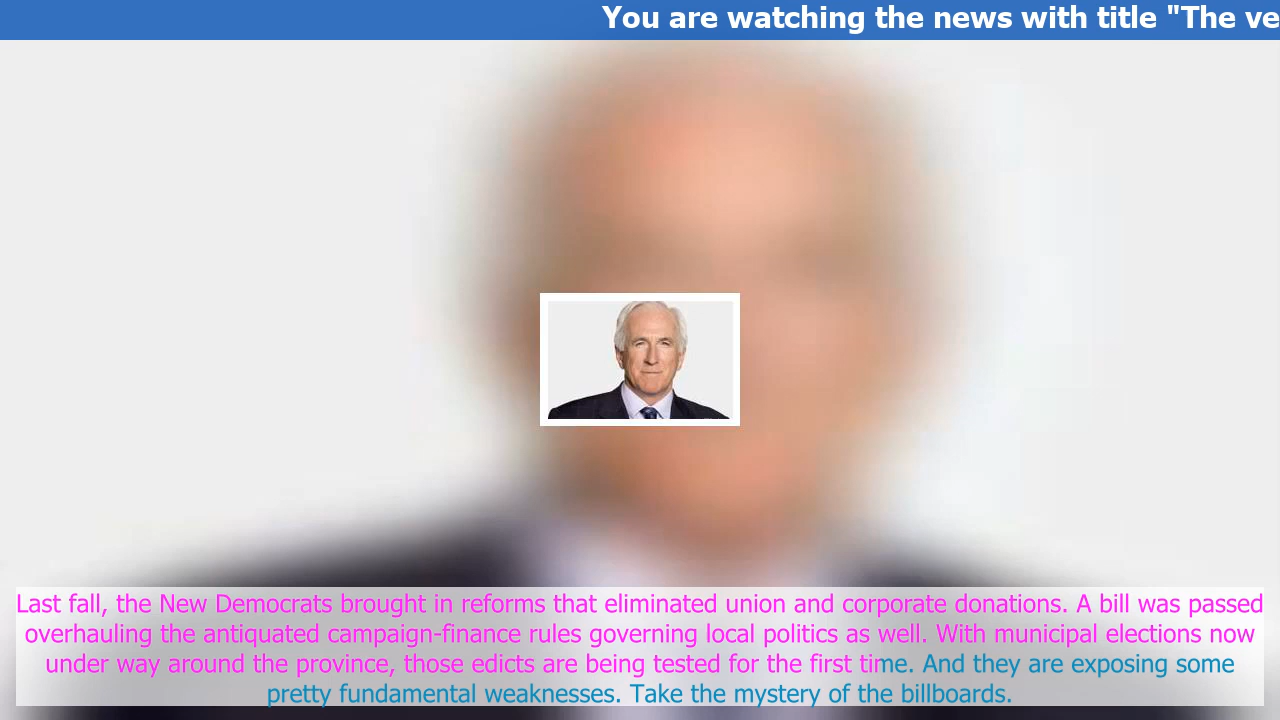 You are watching the news with title "The ve
Last fall, the New Democrats brought in reforms that eliminated union and corporate donations. A bill was passed
overhauling the antiquated campaign-finance rules governing local politics as well. With municipal elections now
under way around the province, those edicts are being tested for the first time. And they are exposing some
pretty fundamental weaknesses. Take the mystery of the billboards.